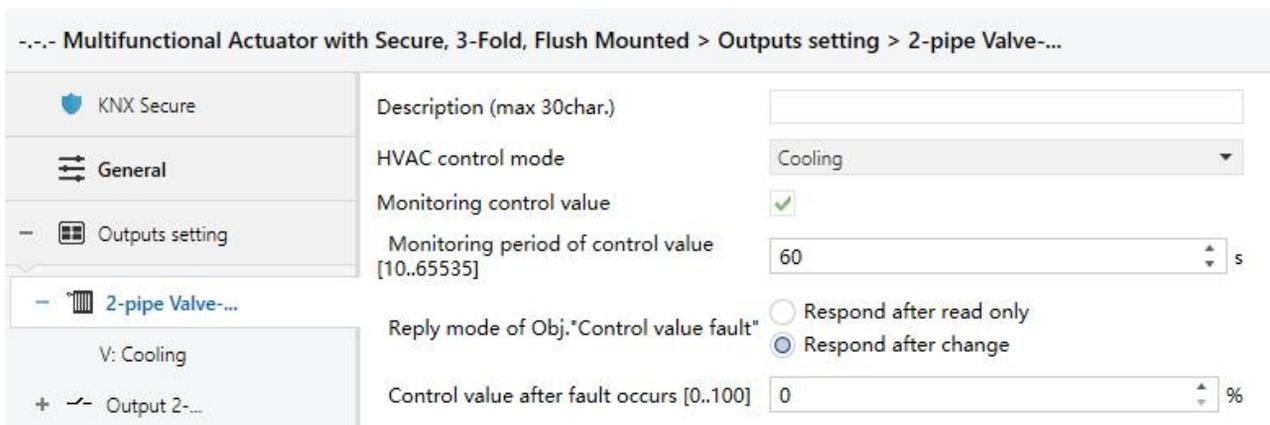 -.-.- Multifunctional Actuator with Secure, 3-Fold, Flush Mounted > Outputs setting > 2-pipe Valve-...
KNX Secure
General
Outputs setting
2-pipe Valve-...
V: Cooling
Output 2-...
Description (max 30char.)
HVAC control mode
Cooling
Monitoring control value
Monitoring period of control value
[10..65535]
60 s
Reply mode of Obj."Control value fault"
Respond after read only
Respond after change
Control value after fault occurs [0..100]
0 %